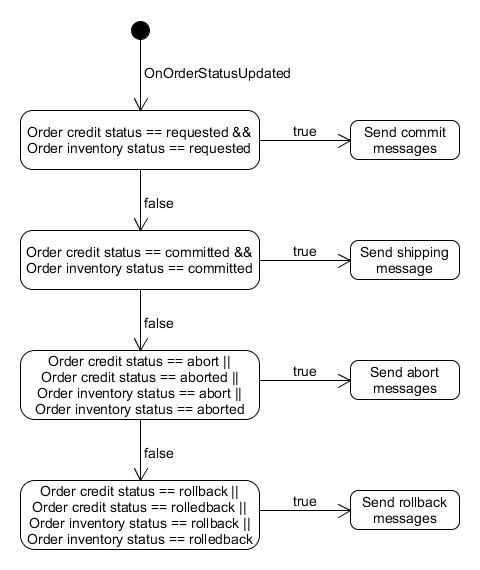 OnOrderStatusUpdated
Order credit status == requested &&
Order inventory status == requested
true
Send commit
messages
false
Order credit status == committed &&
Order inventory status == committed
true
Send shipping
message
false
Order credit status == abort ||
Order credit status == aborted ||
Order inventory status == abort ||
Order inventory status == aborted
true
Send abort
messages
false
Order credit status == rollback ||
Order credit status == rolledback ||
Order inventory status == rollback ||
Order inventory status == rolledback
true
Send rollback
messages